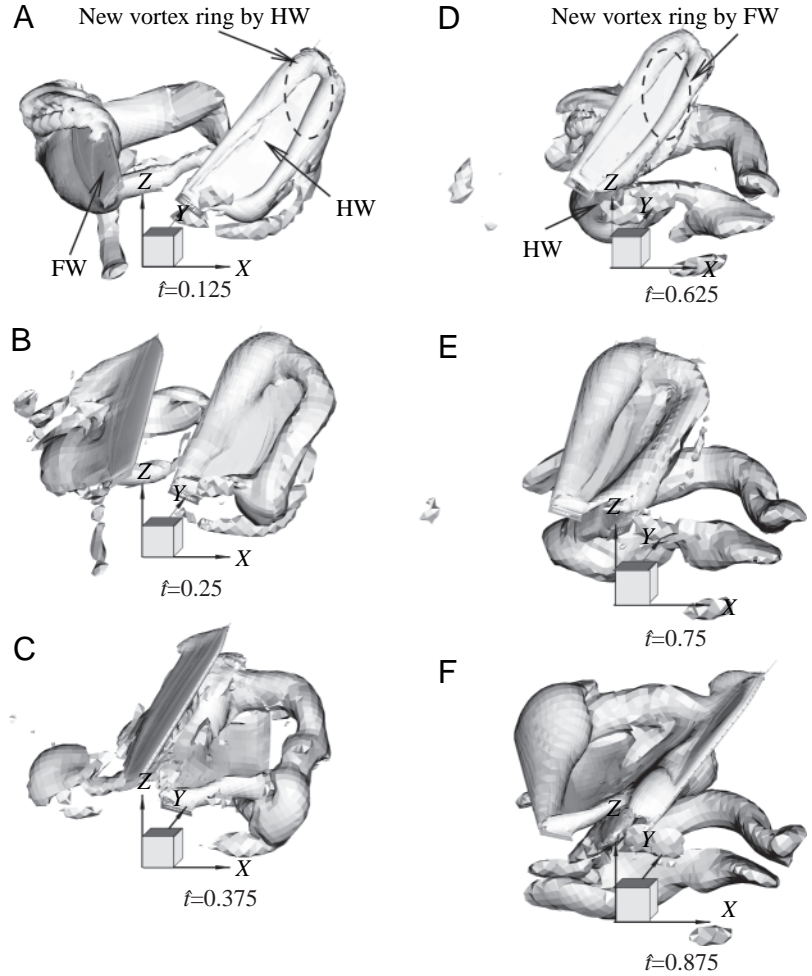 A
New vortex ring by HW
HW
FW
Z
Y
X
t̂=0.125
B
Z
Y
X
t̂=0.25
C
Z
Y
X
t̂=0.375
D
New vortex ring by FW
HW
Z
Y
X
t̂=0.625
E
Z
Y
X
t̂=0.75
F
Z
Y
X
t̂=0.875